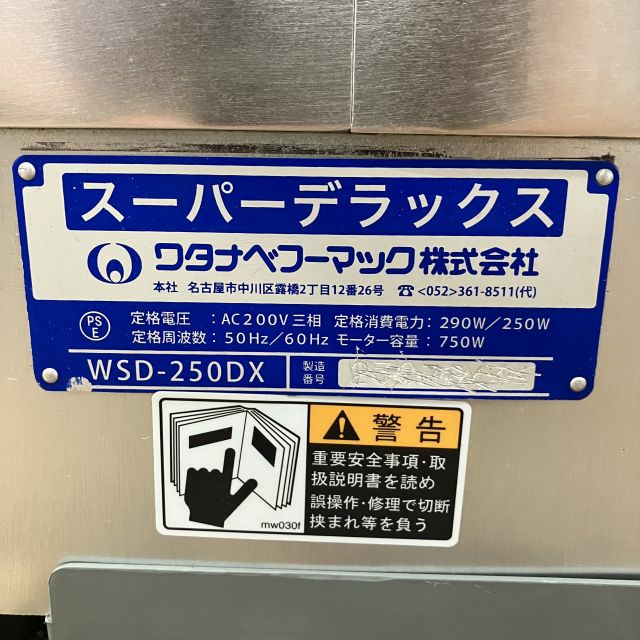 スーパーデラックス
ワタナベフーマック株式会社
本社 名古屋市中川区露橋2丁目12番26号 ☎<052>361-8511(代)
PS
E
定格電圧:AC200V三相 定格消費電力:290W/250W
定格周波数:50Hz/60Hz モーター容量:750W
WSD-250DX
製造
番号
警告
重要安全事項・取
扱説明書を読め
誤操作・修理で切断
挟まれ等を負う
mw030f